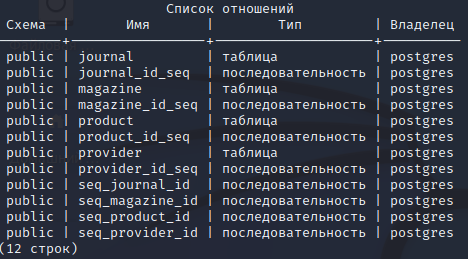 Список отношений
Схема | Имя | Тип | Владелец
--------+-----------------+--------------------+----------
public | journal | таблица | postgres
public | journal_id_seq | последовательность | postgres
public | magazine | таблица | postgres
public | magazine_id_seq | последовательность | postgres
public | product | таблица | postgres
public | product_id_seq | последовательность | postgres
public | provider | таблица | postgres
public | provider_id_seq | последовательность | postgres
public | seq_journal_id | последовательность | postgres
public | seq_magazine_id | последовательность | postgres
public | seq_product_id | последовательность | postgres
public | seq_provider_id | последовательность | postgres
(12 строк)